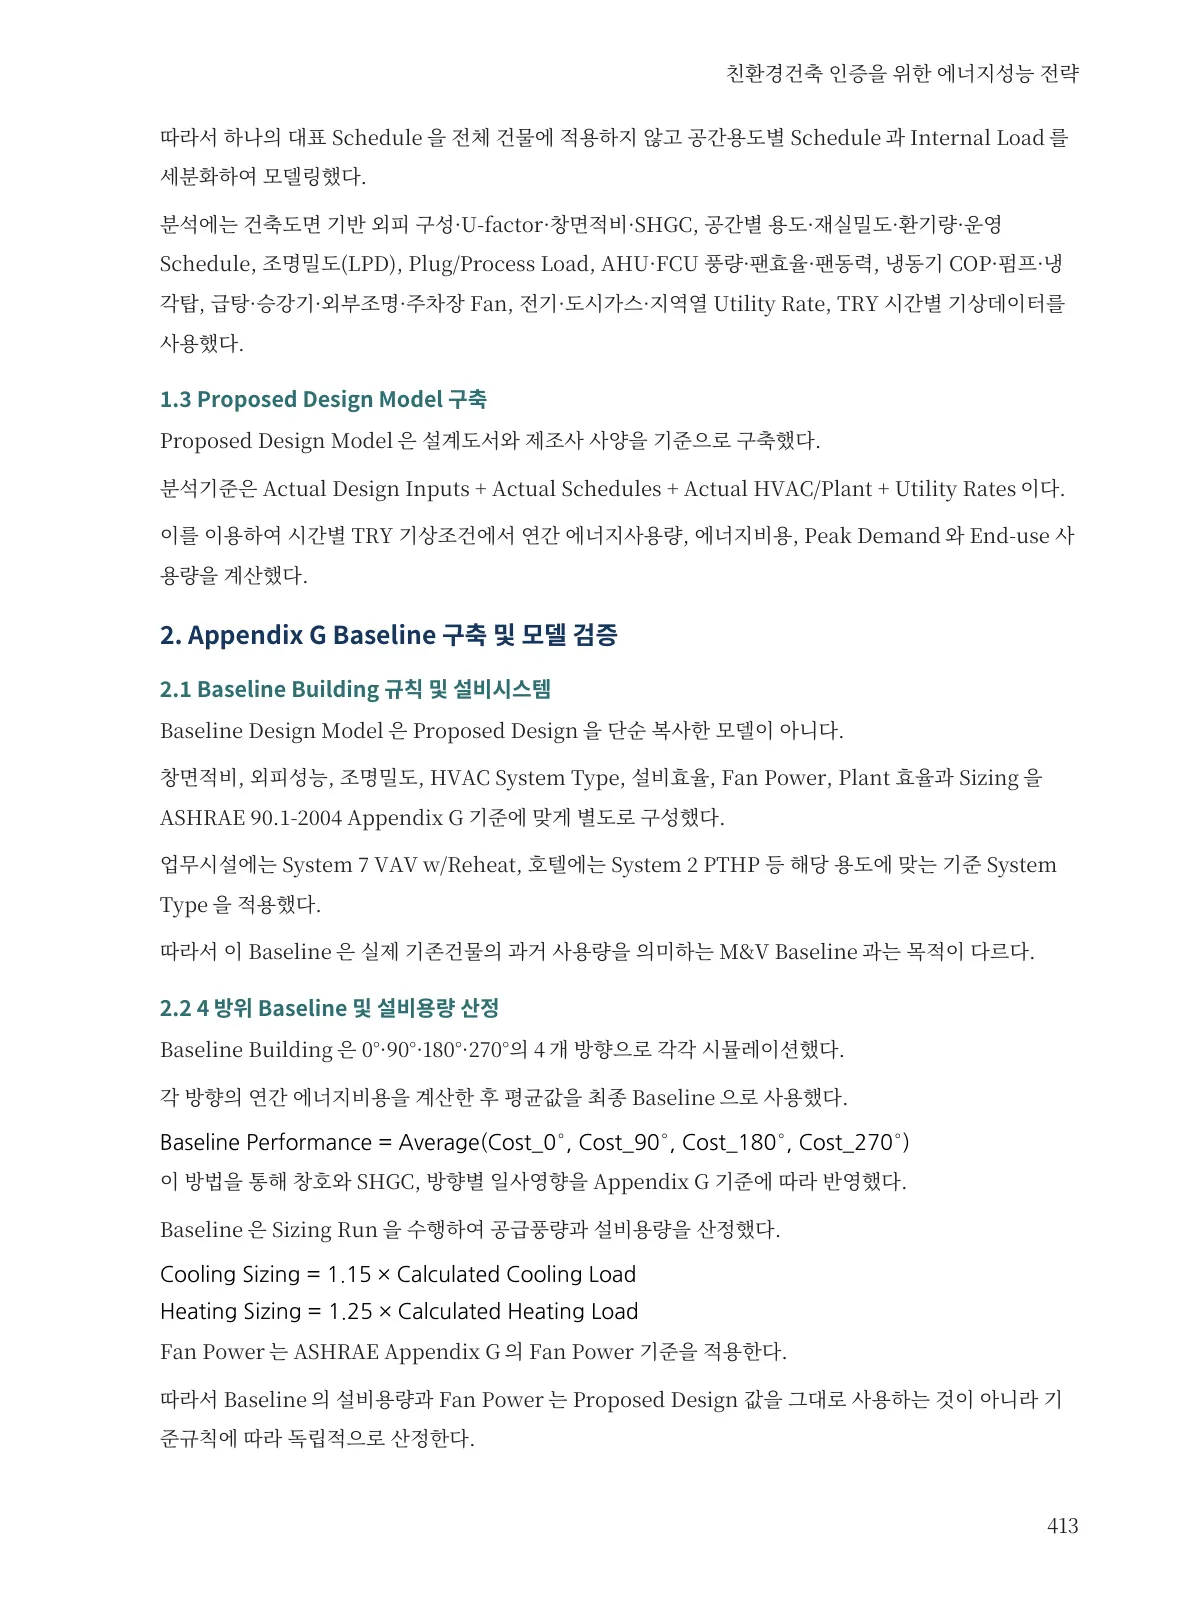 친환경건축 인증을 위한 에너지성능 전략
따라서 하나의 대표 Schedule 을 전체 건물에 적용하지 않고 공간용도별 Schedule 과 Internal Load 를
세분화하여 모델링했다.
분석에는 건축도면 기반 외피 구성·U-factor·창면적비·SHGC, 공간별 용도·재실밀도·환기량·운영
Schedule, 조명밀도(LPD), Plug/Process Load, AHU·FCU 풍량·팬효율·팬동력, 냉동기 COP·펌프·냉
각탑, 급탕·승강기·외부조명·주차장 Fan, 전기·도시가스·지역열 Utility Rate, TRY 시간별 기상데이터를
사용했다.
1.3 Proposed Design Model 구축
Proposed Design Model 은 설계도서와 제조사 사양을 기준으로 구축했다.
분석기준은 Actual Design Inputs + Actual Schedules + Actual HVAC/Plant + Utility Rates 이다.
이를 이용하여 시간별 TRY 기상조건에서 연간 에너지사용량, 에너지비용, Peak Demand 와 End-use 사
용량을 계산했다.
2. Appendix G Baseline 구축 및 모델 검증
2.1 Baseline Building 규칙 및 설비시스템
Baseline Design Model 은 Proposed Design 을 단순 복사한 모델이 아니다.
창면적비, 외피성능, 조명밀도, HVAC System Type, 설비효율, Fan Power, Plant 효율과 Sizing 을
ASHRAE 90.1-2004 Appendix G 기준에 맞게 별도로 구성했다.
업무시설에는 System 7 VAV w/Reheat, 호텔에는 System 2 PTHP 등 해당 용도에 맞는 기준 System
Type 을 적용했다.
따라서 이 Baseline 은 실제 기존건물의 과거 사용량을 의미하는 M&V Baseline 과는 목적이 다르다.
2.2 4 방위 Baseline 및 설비용량 산정
Baseline Building 은 0°·90°·180°·270°의 4 개 방향으로 각각 시뮬레이션했다.
각 방향의 연간 에너지비용을 계산한 후 평균값을 최종 Baseline 으로 사용했다.
Baseline Performance = Average(Cost_0°, Cost_90°, Cost_180°, Cost_270°)
이 방법을 통해 창호와 SHGC, 방향별 일사영향을 Appendix G 기준에 따라 반영했다.
Baseline 은 Sizing Run 을 수행하여 공급풍량과 설비용량을 산정했다.
Cooling Sizing = 1.15 × Calculated Cooling Load
Heating Sizing = 1.25 × Calculated Heating Load
Fan Power 는 ASHRAE Appendix G 의 Fan Power 기준을 적용한다.
따라서 Baseline 의 설비용량과 Fan Power 는 Proposed Design 값을 그대로 사용하는 것이 아니라 기
준규칙에 따라 독립적으로 산정한다.
413